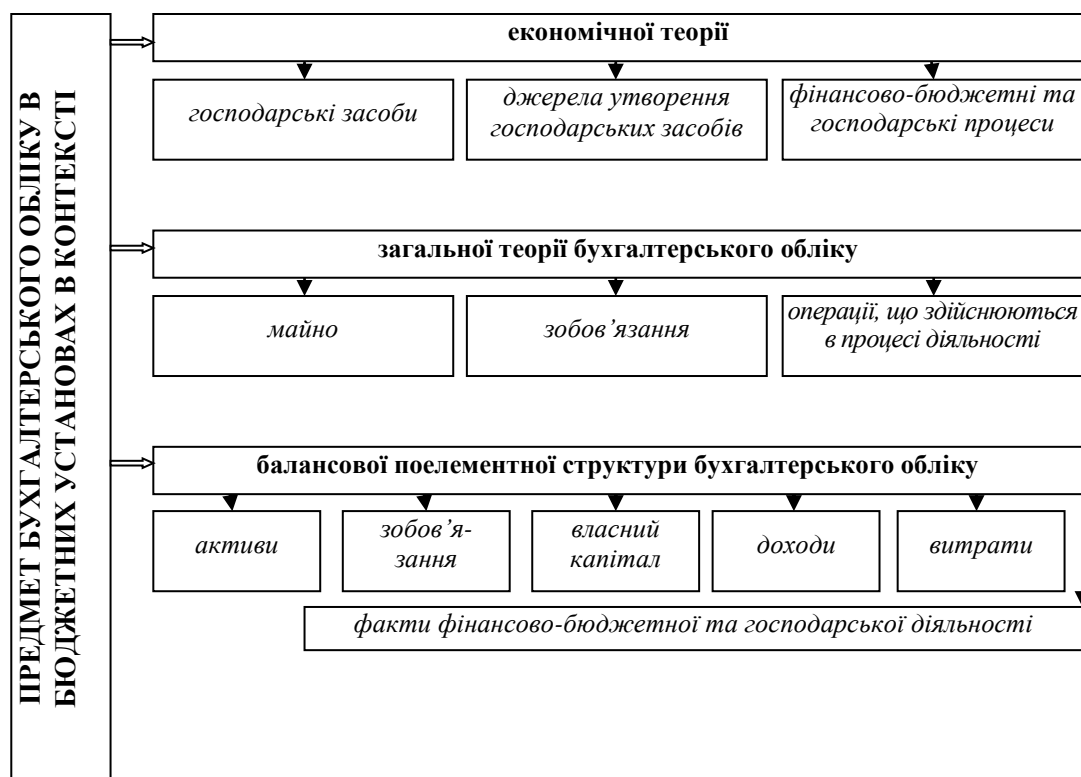 ПРЕДМЕТ БУХГАЛТЕРСЬКОГО ОБЛІКУ В
БЮДЖЕТНИХ УСТАНОВАХ В КОНТЕКСТІ
економічної теорії
господарські засоби
джерела утворення
господарських засобів
фінансово-бюджетні та
господарські процеси
загальної теорії бухгалтерського обліку
майно
зобов’язання
операції, що здійснюються
в процесі діяльності
балансової поелементної структури бухгалтерського обліку
активи
зобов’я-
зання
власний
капітал
доходи
витрати
факти фінансово-бюджетної та господарської діяльності